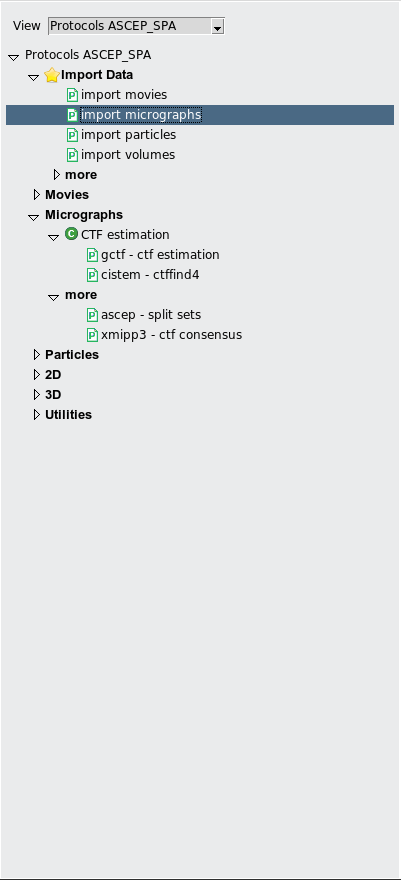 View Protocols ASCEP_SPA
Protocols ASCEP_SPA
Import Data
import movies
import micrographs
import particles
import volumes
more
Movies
Micrographs
CTF estimation
gctf - ctf estimation
cistem - ctffind4
more
ascep - split sets
xmipp3 - ctf consensus
Particles
2D
3D
Utilities